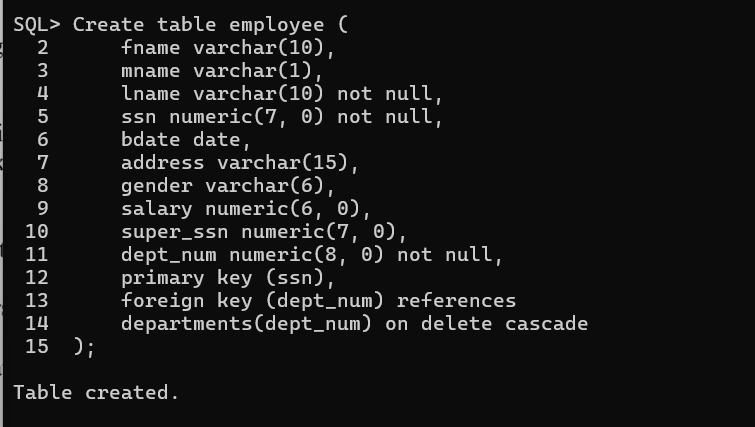 SQL> Create table employee (
  2      fname varchar(10),
  3      mname varchar(1),
  4      lname varchar(10) not null,
  5      ssn numeric(7, 0) not null,
  6      bdate date,
  7      address varchar(15),
  8      gender varchar(6),
  9      salary numeric(6, 0),
 10      super_ssn numeric(7, 0),
 11      dept_num numeric(8, 0) not null,
 12      primary key (ssn),
 13      foreign key (dept_num) references
 14      departments(dept_num) on delete cascade
 15  );
Table created.